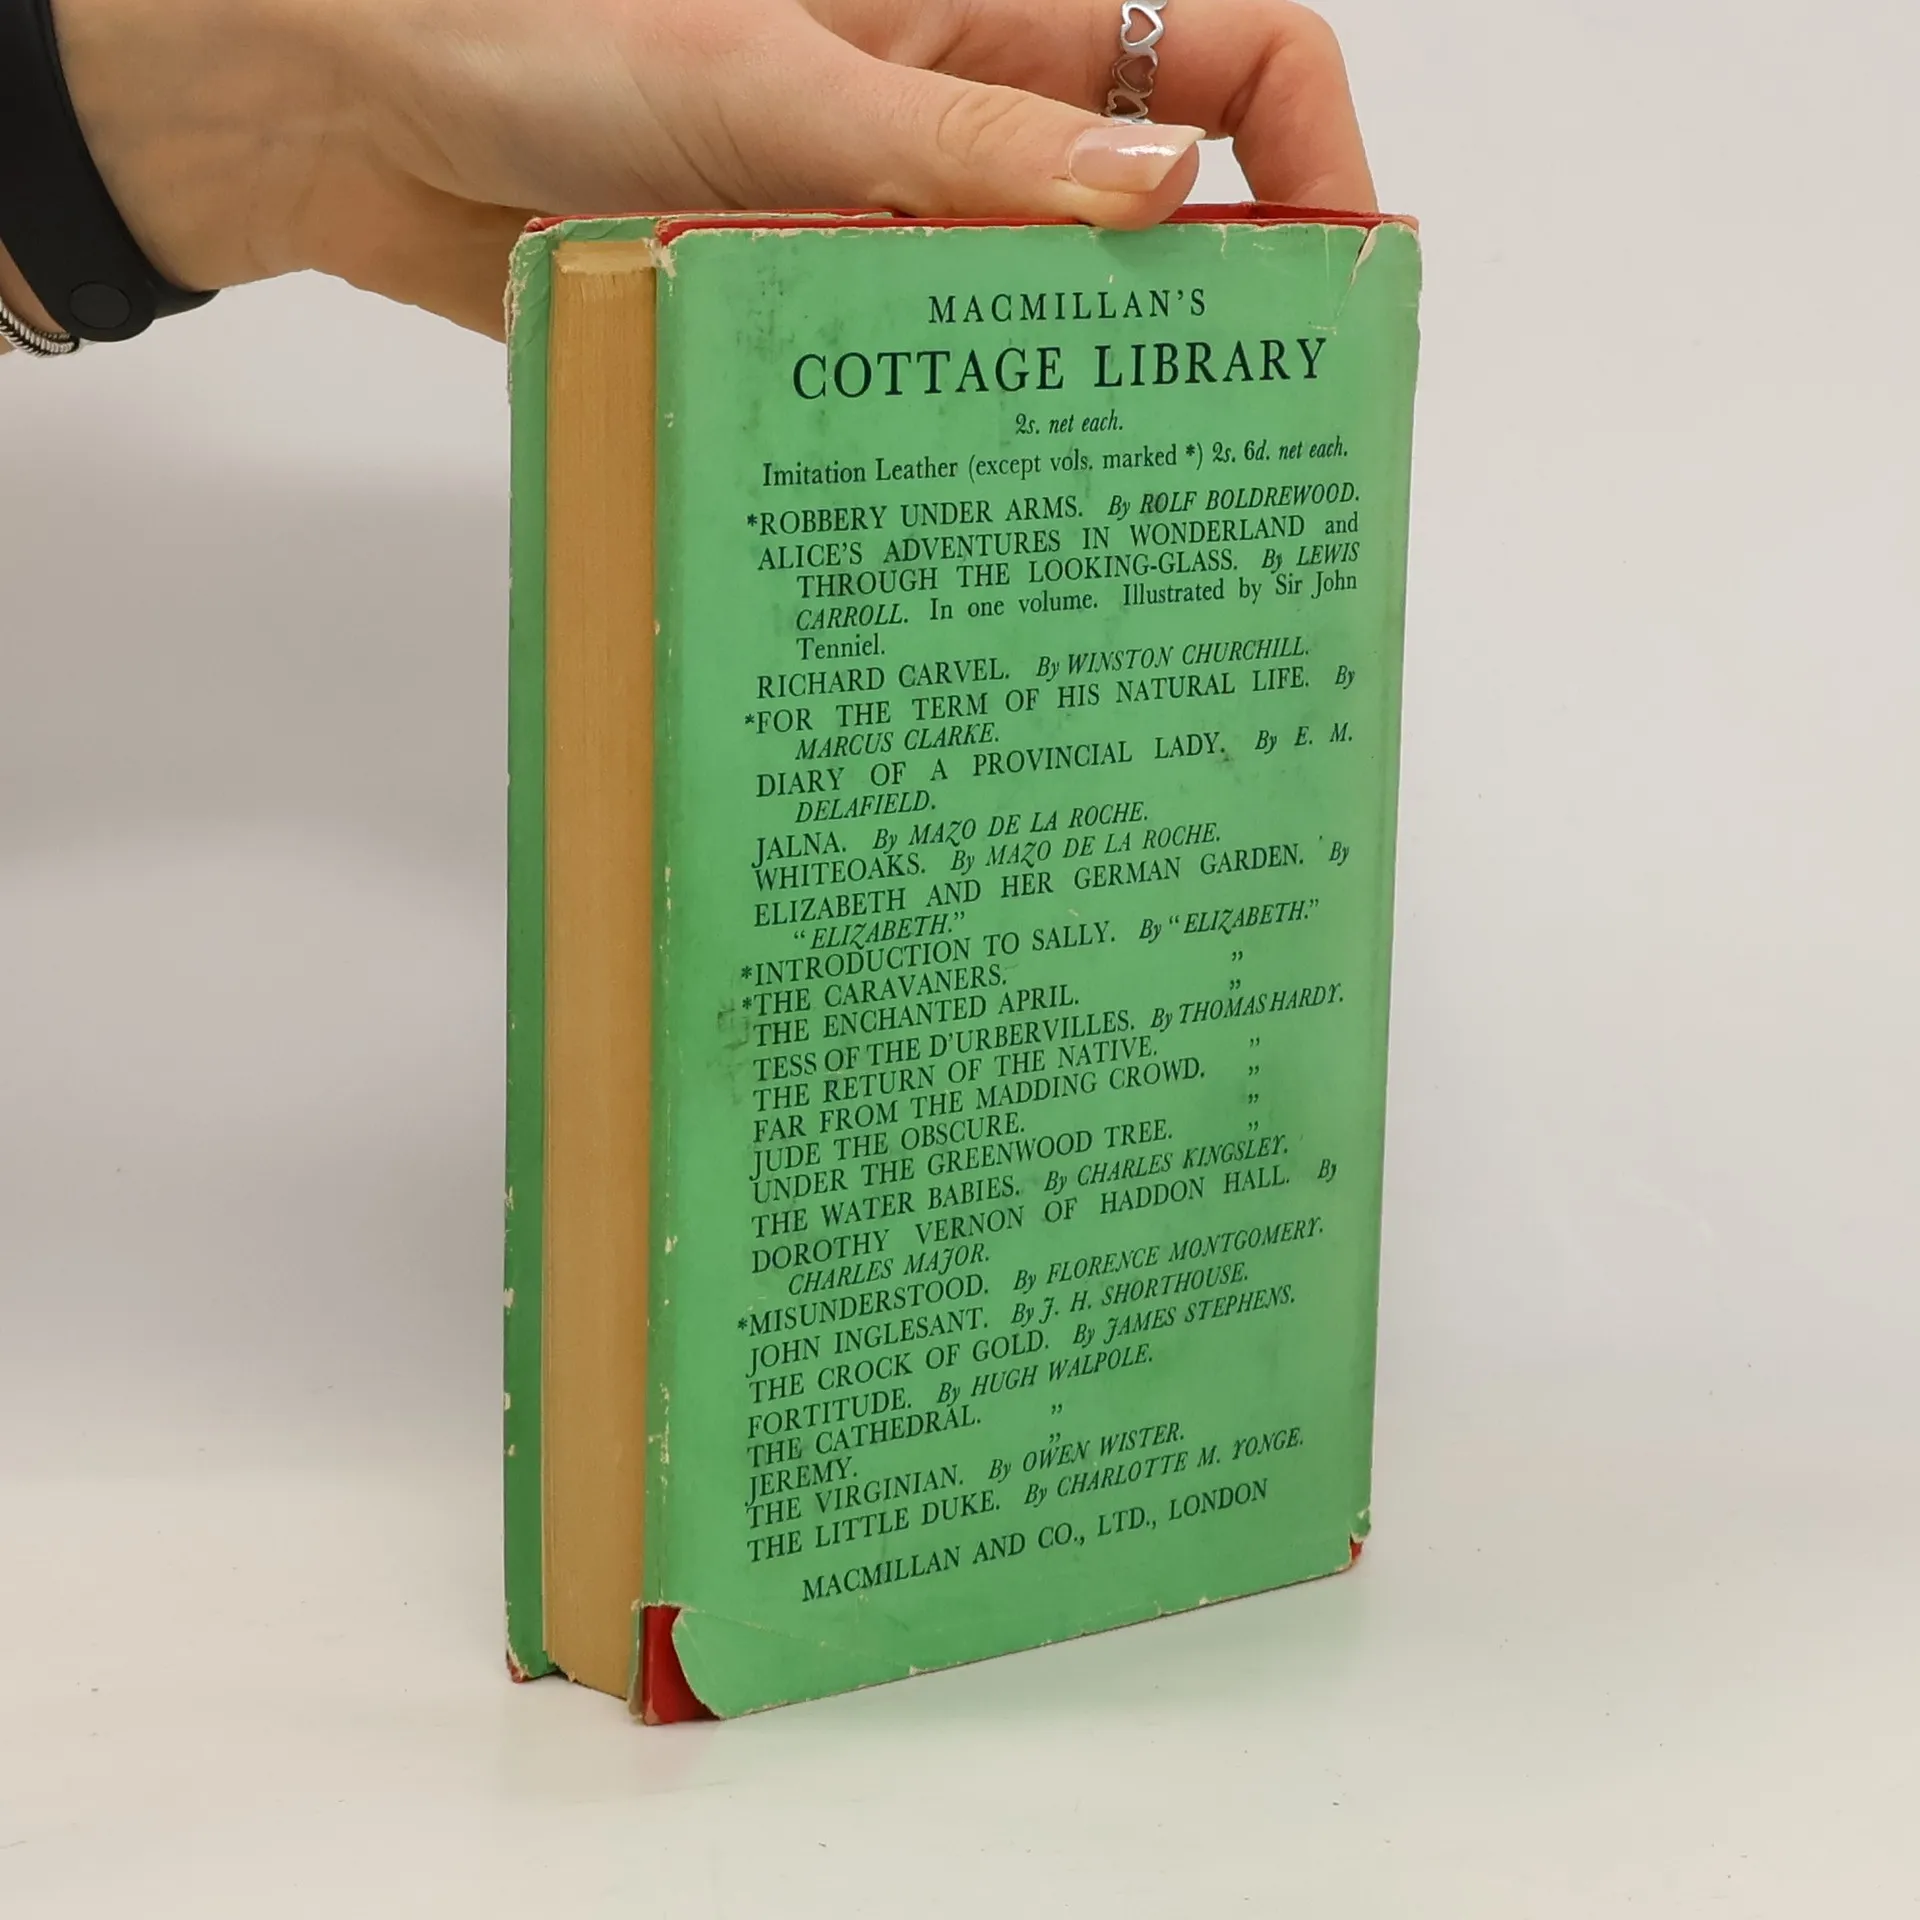 MACMILLAN'S
COTTAGE LIBRARY
2s. net each.
Imitation Leather (except vols. marked *) 2s. 6d. net each.
*ROBBERY UNDER ARMS. By ROLF BOLDREWOOD.
ALICE'S ADVENTURES IN WONDERLAND and
THROUGH THE LOOKING-GLASS. By LEWIS
CARROLL. In one volume. Illustrated by Sir John
Tenniel.
RICHARD CARVEL. By WINSTON CHURCHILL.
*FOR THE TERM OF HIS NATURAL LIFE. By
MARCUS CLARKE.
DIARY OF A PROVINCIAL LADY. By E. M.
DELAFIELD.
JALNA. By MAZO DE LA ROCHE.
WHITEOAKS. By MAZO DE LA ROCHE.
ELIZABETH AND HER GERMAN GARDEN. By
"ELIZABETH."
*INTRODUCTION TO SALLY. By "ELIZABETH."
*THE CARAVANERS. "
THE ENCHANTED APRIL. "
TESS OF THE D'URBERVILLES. By THOMAS HARDY.
THE RETURN OF THE NATIVE. "
FAR FROM THE MADDING CROWD. "
JUDE THE OBSCURE. "
UNDER THE GREENWOOD TREE. "
THE WATER BABIES. By CHARLES KINGSLEY.
DOROTHY VERNON OF HADDON HALL. By
CHARLES MAJOR.
*MISUNDERSTOOD. By FLORENCE MONTGOMERY.
JOHN INGLESANT. By J. H. SHORTHOUSE.
THE CROCK OF GOLD. By JAMES STEPHENS.
FORTITUDE. By HUGH WALPOLE.
THE CATHEDRAL. "
JEREMY. "
THE VIRGINIAN. By OWEN WISTER.
THE LITTLE DUKE. By CHARLOTTE M. YONGE.
MACMILLAN AND CO., LTD., LONDON